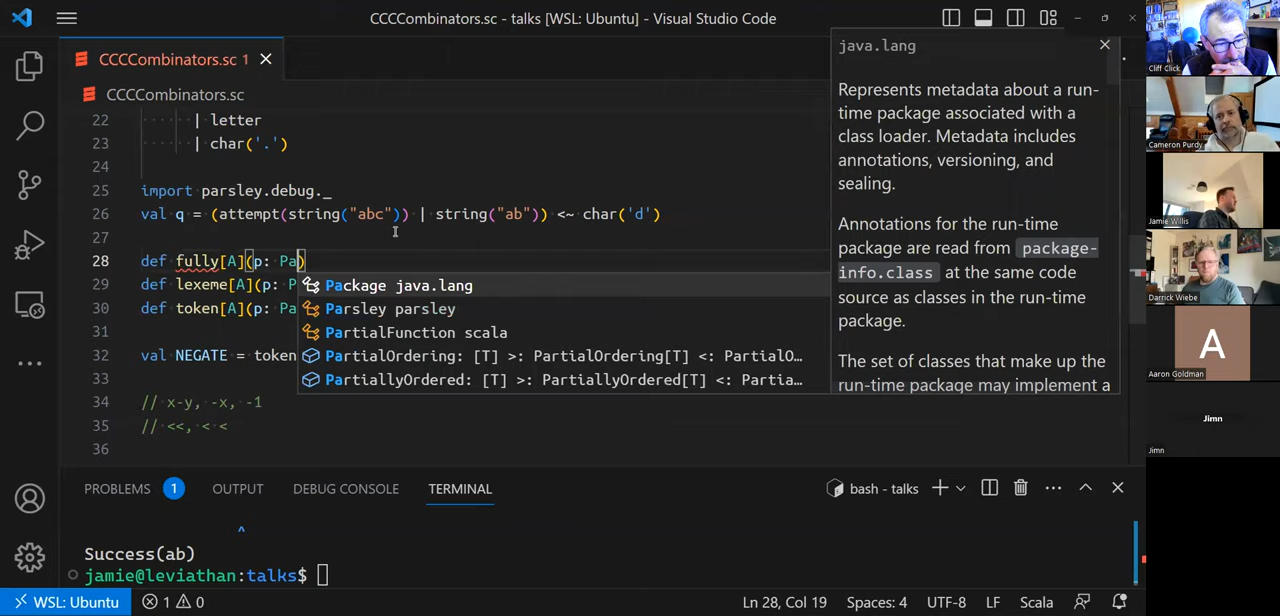 CCCCombinators.sc - talks [WSL: Ubuntu] - Visual Studio Code
CCCCombinators.sc 1
CCCCombinators.sc
22 | letter
23 | char('.')
24
25 import parsley.debug._
26 val q = (attempt(string("abc")) | string("ab")) <~ char('d')
27
28 def fully[A](p: Pa)
29 def lexeme[A](p: P
30 def token[A](p: Pa
31
32 val NEGATE = token
33
34 // x-y, -x, -1
35 // <<, < <
36
Package java.lang
Parsley parsley
PartialFunction scala
PartialOrdering: [T] >: PartialOrdering[T] <: PartialO...
PartiallyOrdered: [T] >: PartiallyOrdered[T] <: Partia...
java.lang
Represents metadata about a run-
time package associated with a
class loader. Metadata includes
annotations, versioning, and
sealing.
Annotations for the run-time
package are read from package-
info.class at the same code
source as classes in the run-time
package.
The set of classes that make up the
run-time package may implement a
PROBLEMS 1 OUTPUT DEBUG CONSOLE TERMINAL
bash - talks
^
Success(ab)
jamie@leviathan:talks$
WSL: Ubuntu 1 0 Ln 28, Col 19 Spaces: 4 UTF-8 LF Scala
Cliff Click
Cameron Purdy
Jamie Willis
Darrick Wiebe
A
Aaron Goldman
Jimn
Jimn